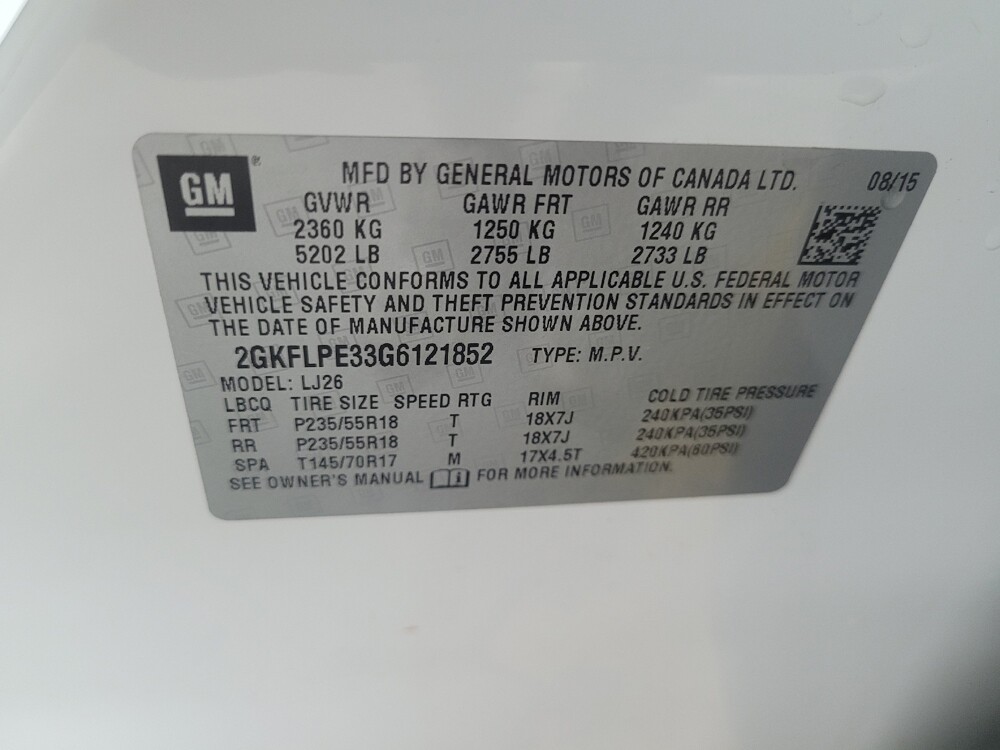 GM ®
MFD BY GENERAL MOTORS OF CANADA LTD. 08/15
GVWR GAWR FRT GAWR RR
2360 KG 1250 KG 1240 KG
5202 LB 2755 LB 2733 LB
THIS VEHICLE CONFORMS TO ALL APPLICABLE U.S. FEDERAL MOTOR
VEHICLE SAFETY AND THEFT PREVENTION STANDARDS IN EFFECT ON
THE DATE OF MANUFACTURE SHOWN ABOVE.
2GKFLPE33G6121852 TYPE: M.P.V.
MODEL: LJ26
LBCQ TIRE SIZE SPEED RTG RIM COLD TIRE PRESSURE
FRT P235/55R18 T 18X7J 240KPA(35PSI)
RR P235/55R18 T 18X7J 240KPA(35PSI)
SPA T145/70R17 M 17X4.5T 420KPA(60PSI)
SEE OWNER'S MANUAL i FOR MORE INFORMATION.